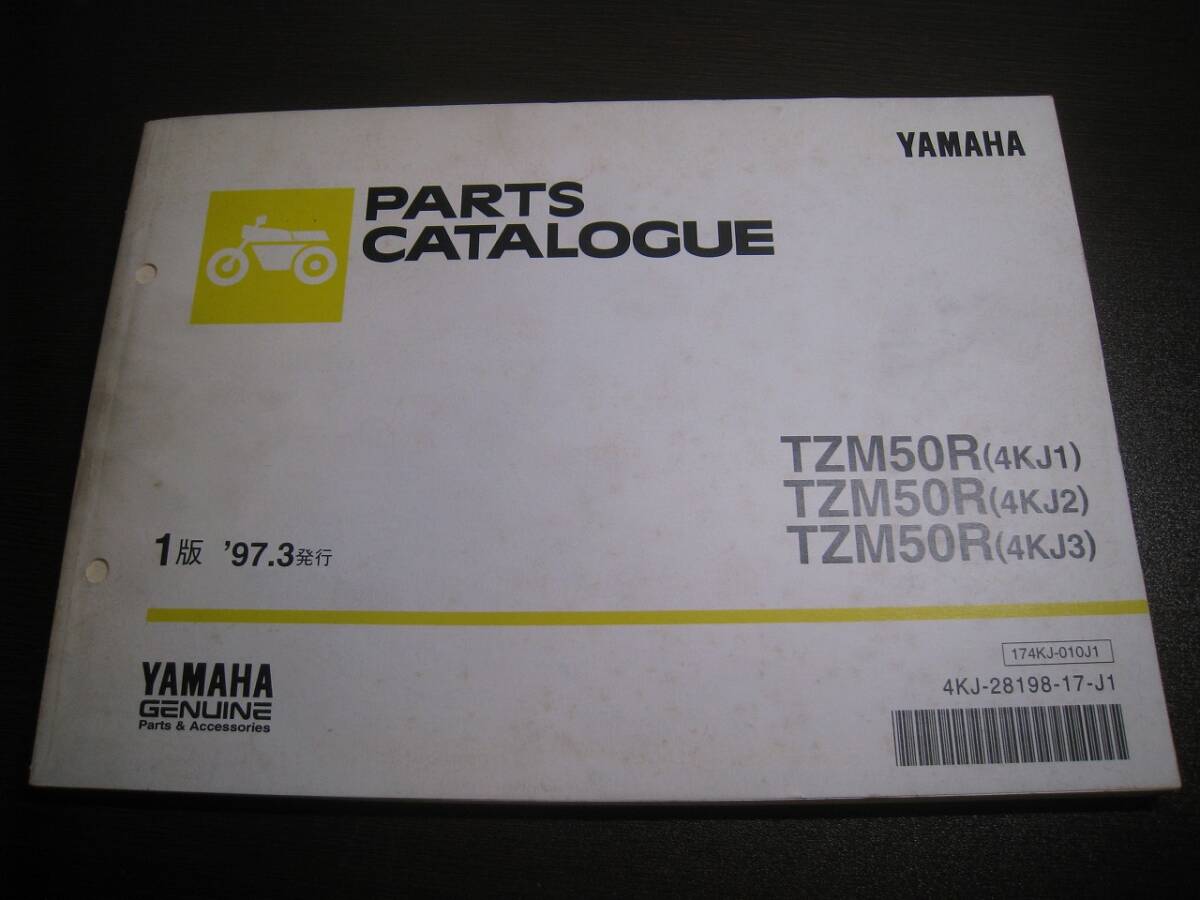 YAMAHA
PARTS
CATALOGUE
TZM50R(4KJ1)
TZM50R(4KJ2)
TZM50R(4KJ3)
1版 '97.3発行
174KJ-010J1
4KJ-28198-17-J1
YAMAHA
GENUINE
Parts & Accessories